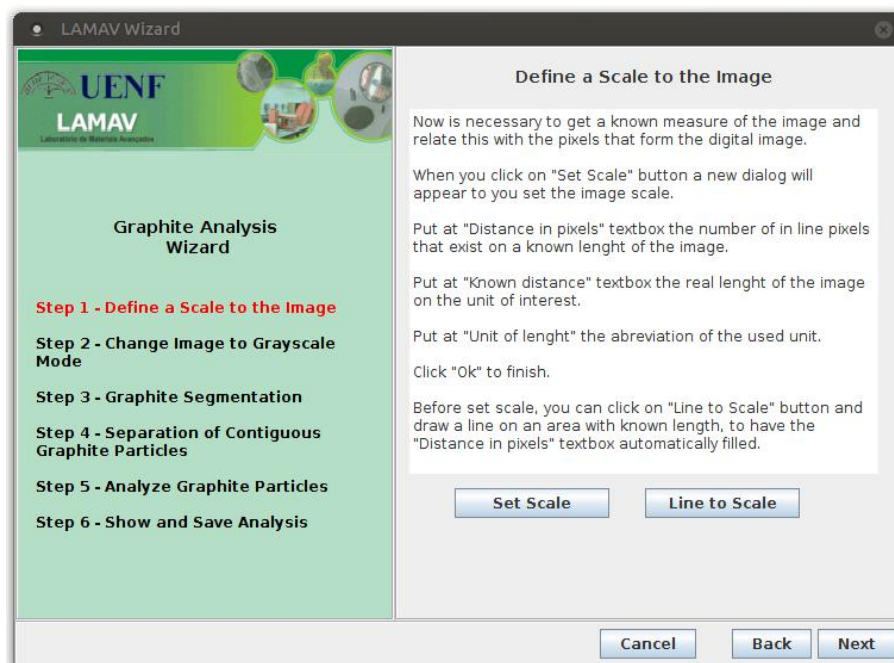 LAMAV Wizard
UENF
LAMAV
Laboratório de Materiais Avançados
Graphite Analysis
Wizard
Step 1 - Define a Scale to the Image
Step 2 - Change Image to Grayscale
Mode
Step 3 - Graphite Segmentation
Step 4 - Separation of Contiguous
Graphite Particles
Step 5 - Analyze Graphite Particles
Step 6 - Show and Save Analysis
Define a Scale to the Image
Now is necessary to get a known measure of the image and
relate this with the pixels that form the digital image.
When you click on "Set Scale" button a new dialog will
appear to you set the image scale.
Put at "Distance in pixels" textbox the number of in line pixels
that exist on a known lenght of the image.
Put at "Known distance" textbox the real lenght of the image
on the unit of interest.
Put at "Unit of lenght" the abreviation of the used unit.
Click "Ok" to finish.
Before set scale, you can click on "Line to Scale" button and
draw a line on an area with known length, to have the
"Distance in pixels" textbox automatically filled.
Set Scale
Line to Scale
Cancel
Back
Next